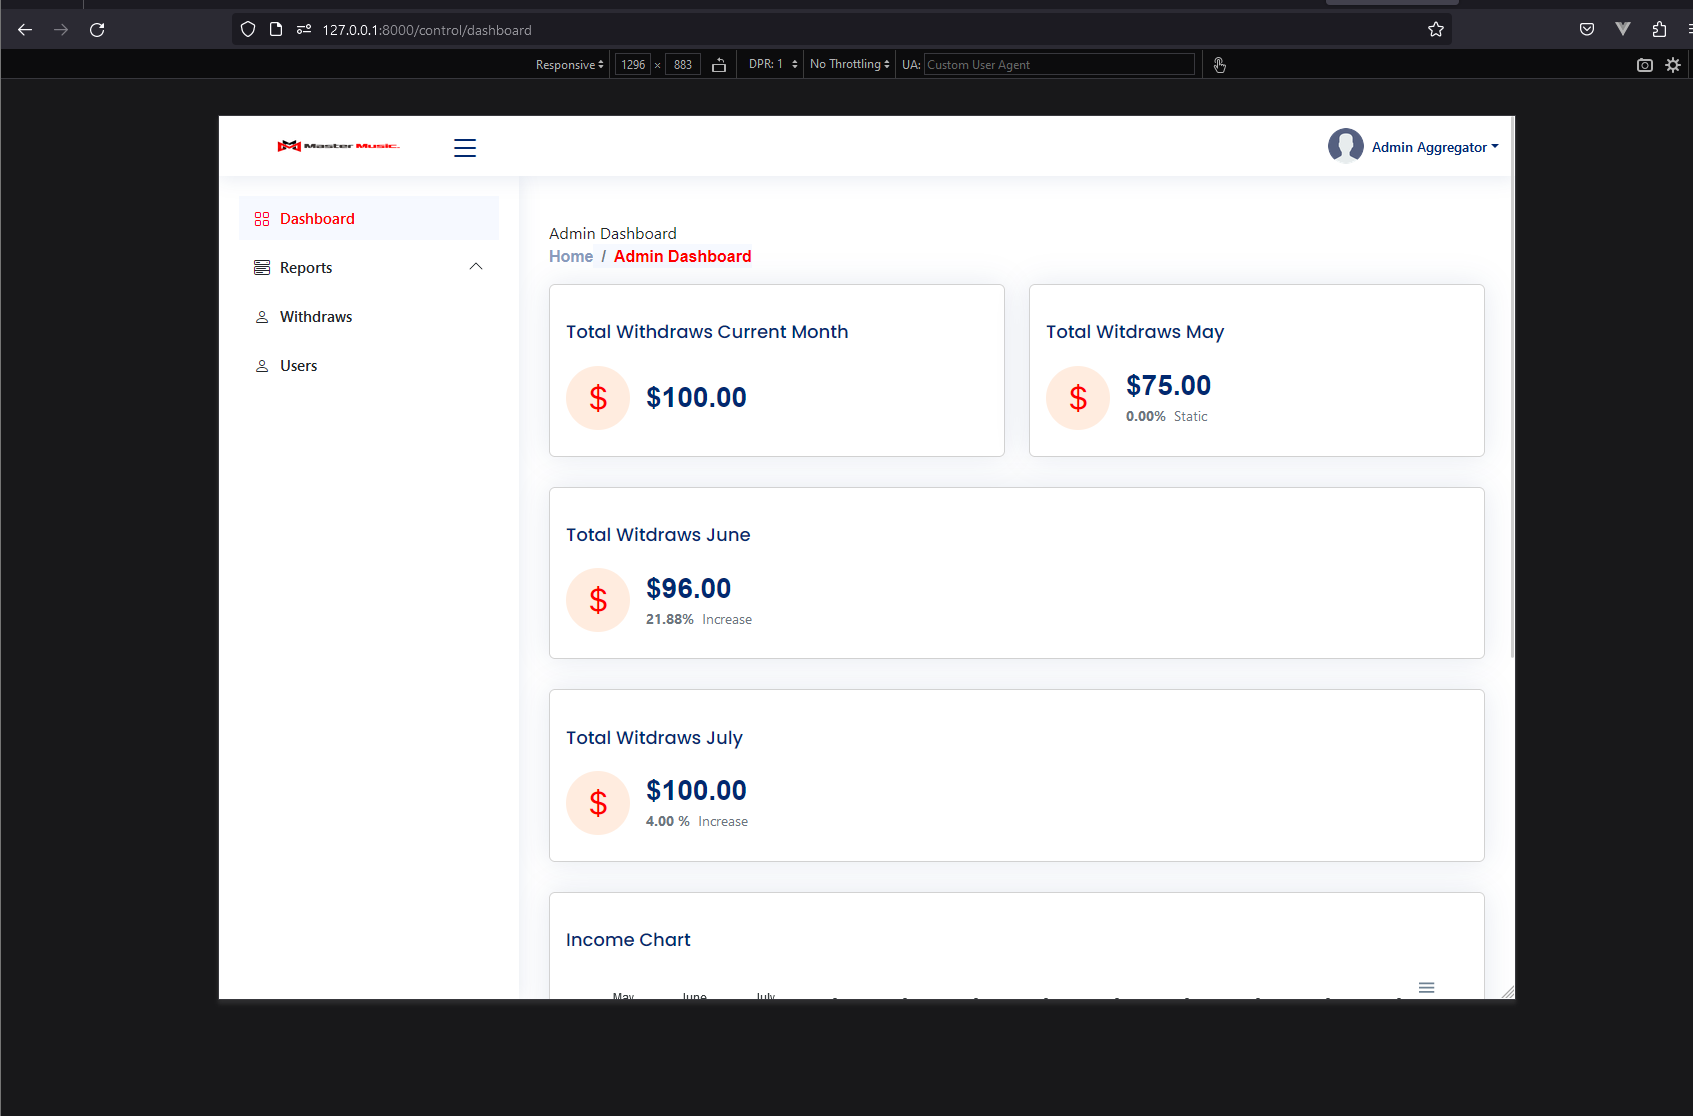 127.0.0.1:8000/control/dashboard
Responsive 1296 × 883 DPR: 1 No Throttling UA: Custom User Agent
Master Music
Admin Aggregator
Dashboard
Reports
Withdraws
Users
Admin Dashboard
Home / Admin Dashboard
Total Withdraws Current Month
$
$100.00
Total Witdraws May
$
$75.00
0.00% Static
Total Witdraws June
$
$96.00
21.88% Increase
Total Witdraws July
$
$100.00
4.00 % Increase
Income Chart
May June July